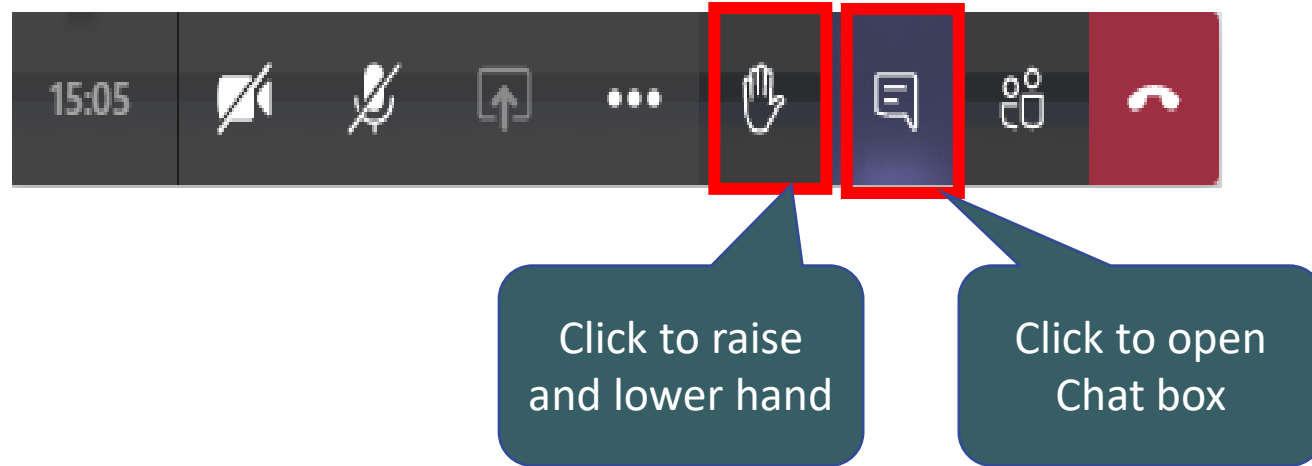 15:05
Click to raise
and lower hand
Click to open
Chat box